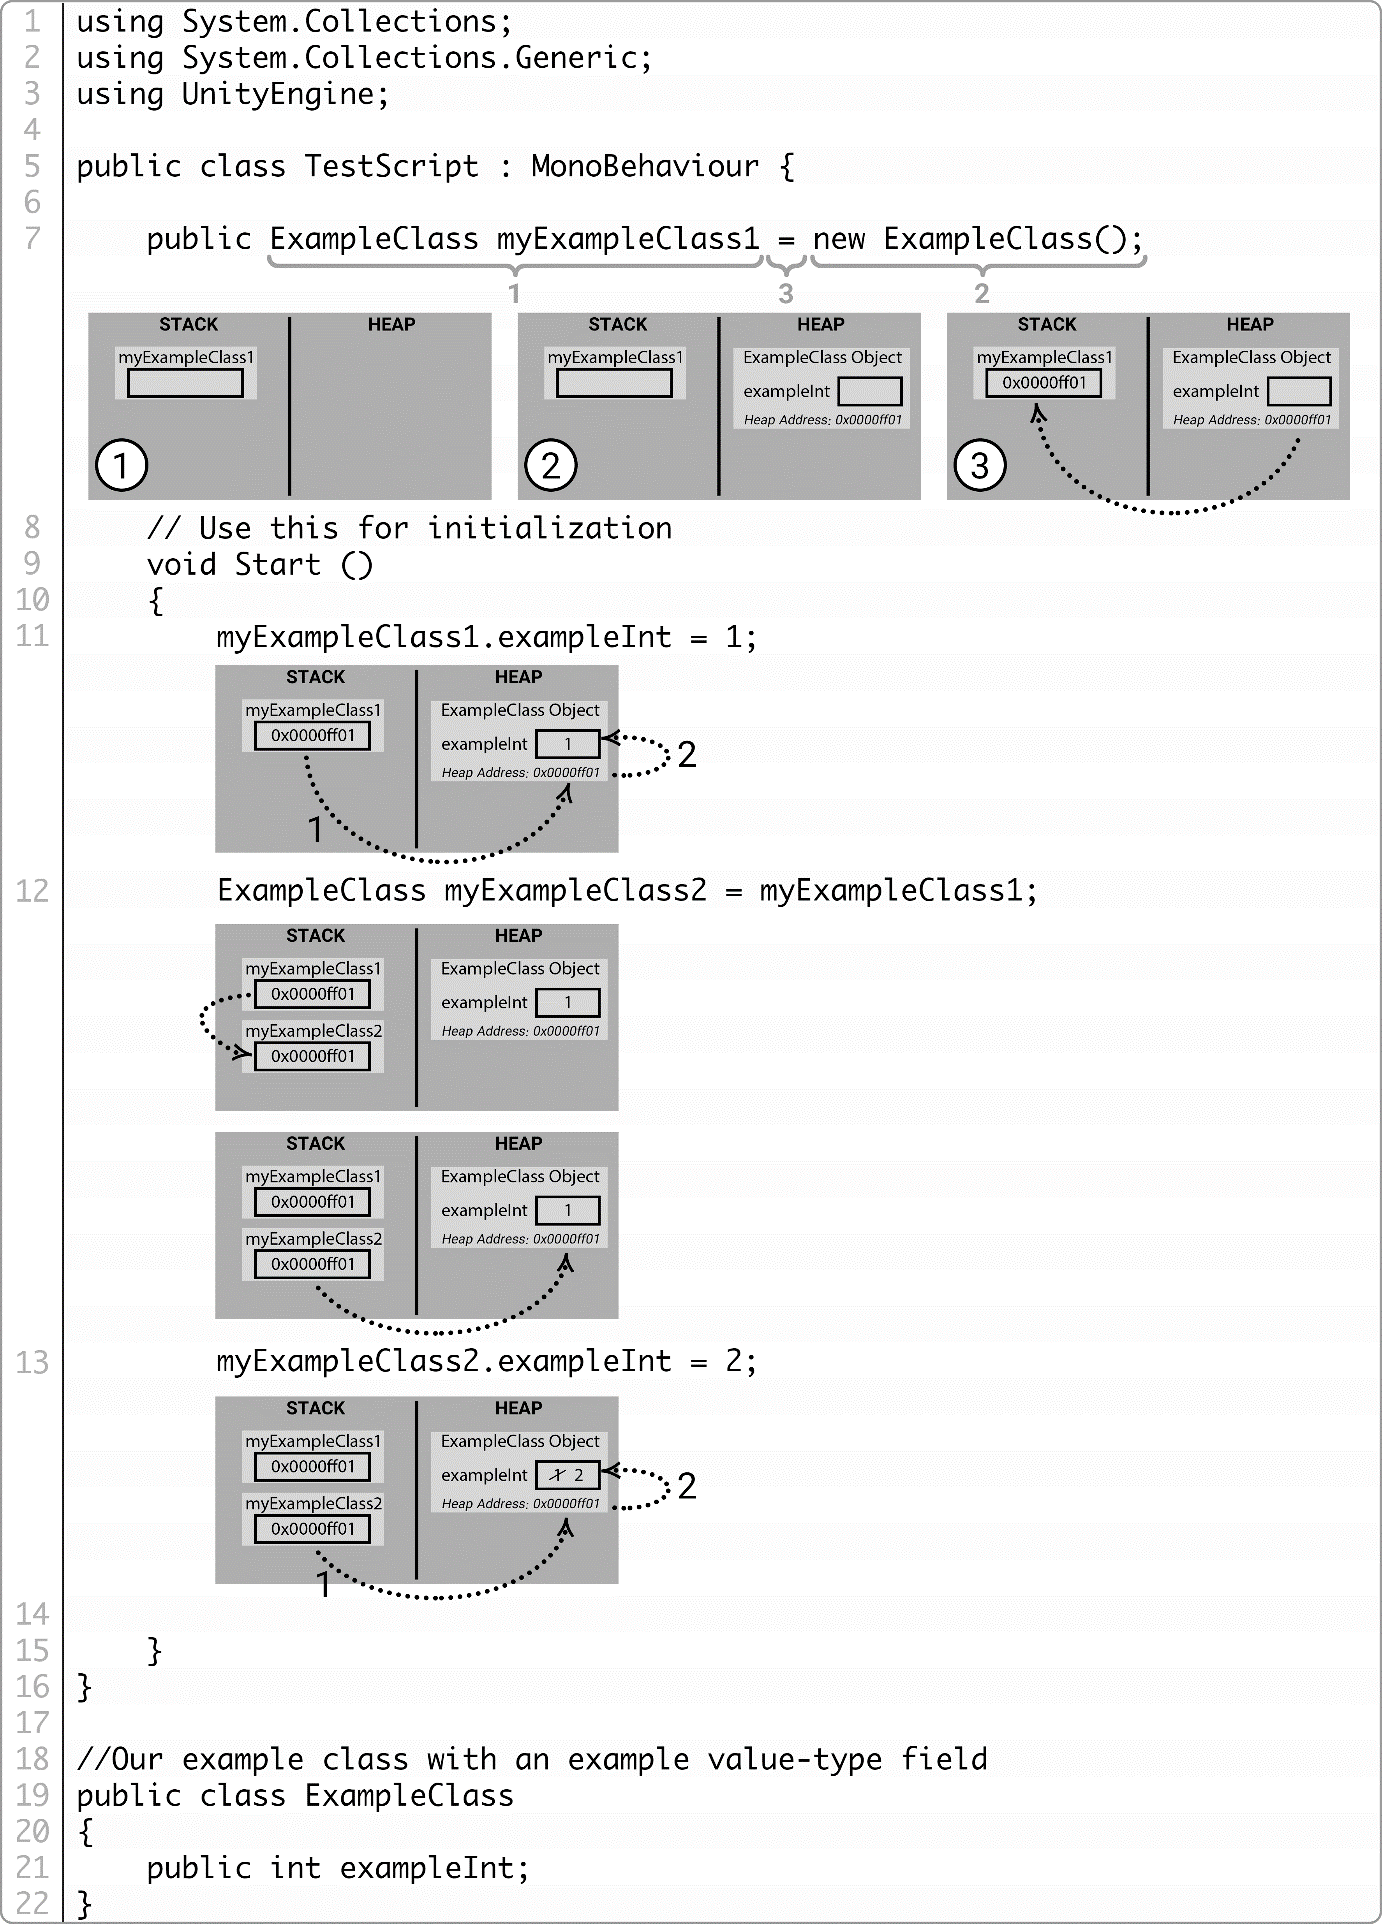 1 using System.Collections;
2 using System.Collections.Generic;
3 using UnityEngine;
4
5 public class TestScript : MonoBehaviour {
6
7 public ExampleClass myExampleClass1 = new ExampleClass();
1 3 2
STACK HEAP STACK HEAP STACK HEAP
myExampleClass1 myExampleClass1 ExampleClass Object myExampleClass1 ExampleClass Object
0x0000ff01
exampleInt exampleInt
Heap Address: 0x0000ff01 Heap Address: 0x0000ff01
1 2 3
8 // Use this for initialization
9 void Start ()
10 {
11 myExampleClass1.exampleInt = 1;
STACK HEAP
myExampleClass1 ExampleClass Object
0x0000ff01 exampleInt 1 2
Heap Address: 0x0000ff01
1
12 ExampleClass myExampleClass2 = myExampleClass1;
STACK HEAP
myExampleClass1 ExampleClass Object
0x0000ff01 exampleInt 1
myExampleClass2 Heap Address: 0x0000ff01
0x0000ff01
STACK HEAP
myExampleClass1 ExampleClass Object
0x0000ff01 exampleInt 1
myExampleClass2 Heap Address: 0x0000ff01
0x0000ff01
13 myExampleClass2.exampleInt = 2;
STACK HEAP
myExampleClass1 ExampleClass Object
0x0000ff01 exampleInt 1 2 2
myExampleClass2 Heap Address: 0x0000ff01
0x0000ff01
1
14
15 }
16 }
17
18 //Our example class with an example value-type field
19 public class ExampleClass
20 {
21 public int exampleInt;
22 }